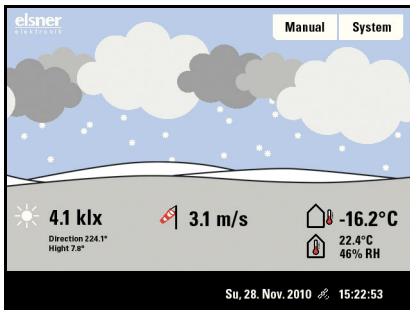 elsner
elektronik
Manual System
4.1 klx
Direction 224.1°
Hight 7.8°
3.1 m/s
-16.2°C
22.4°C
46% RH
Su, 28. Nov. 2010 15:22:53